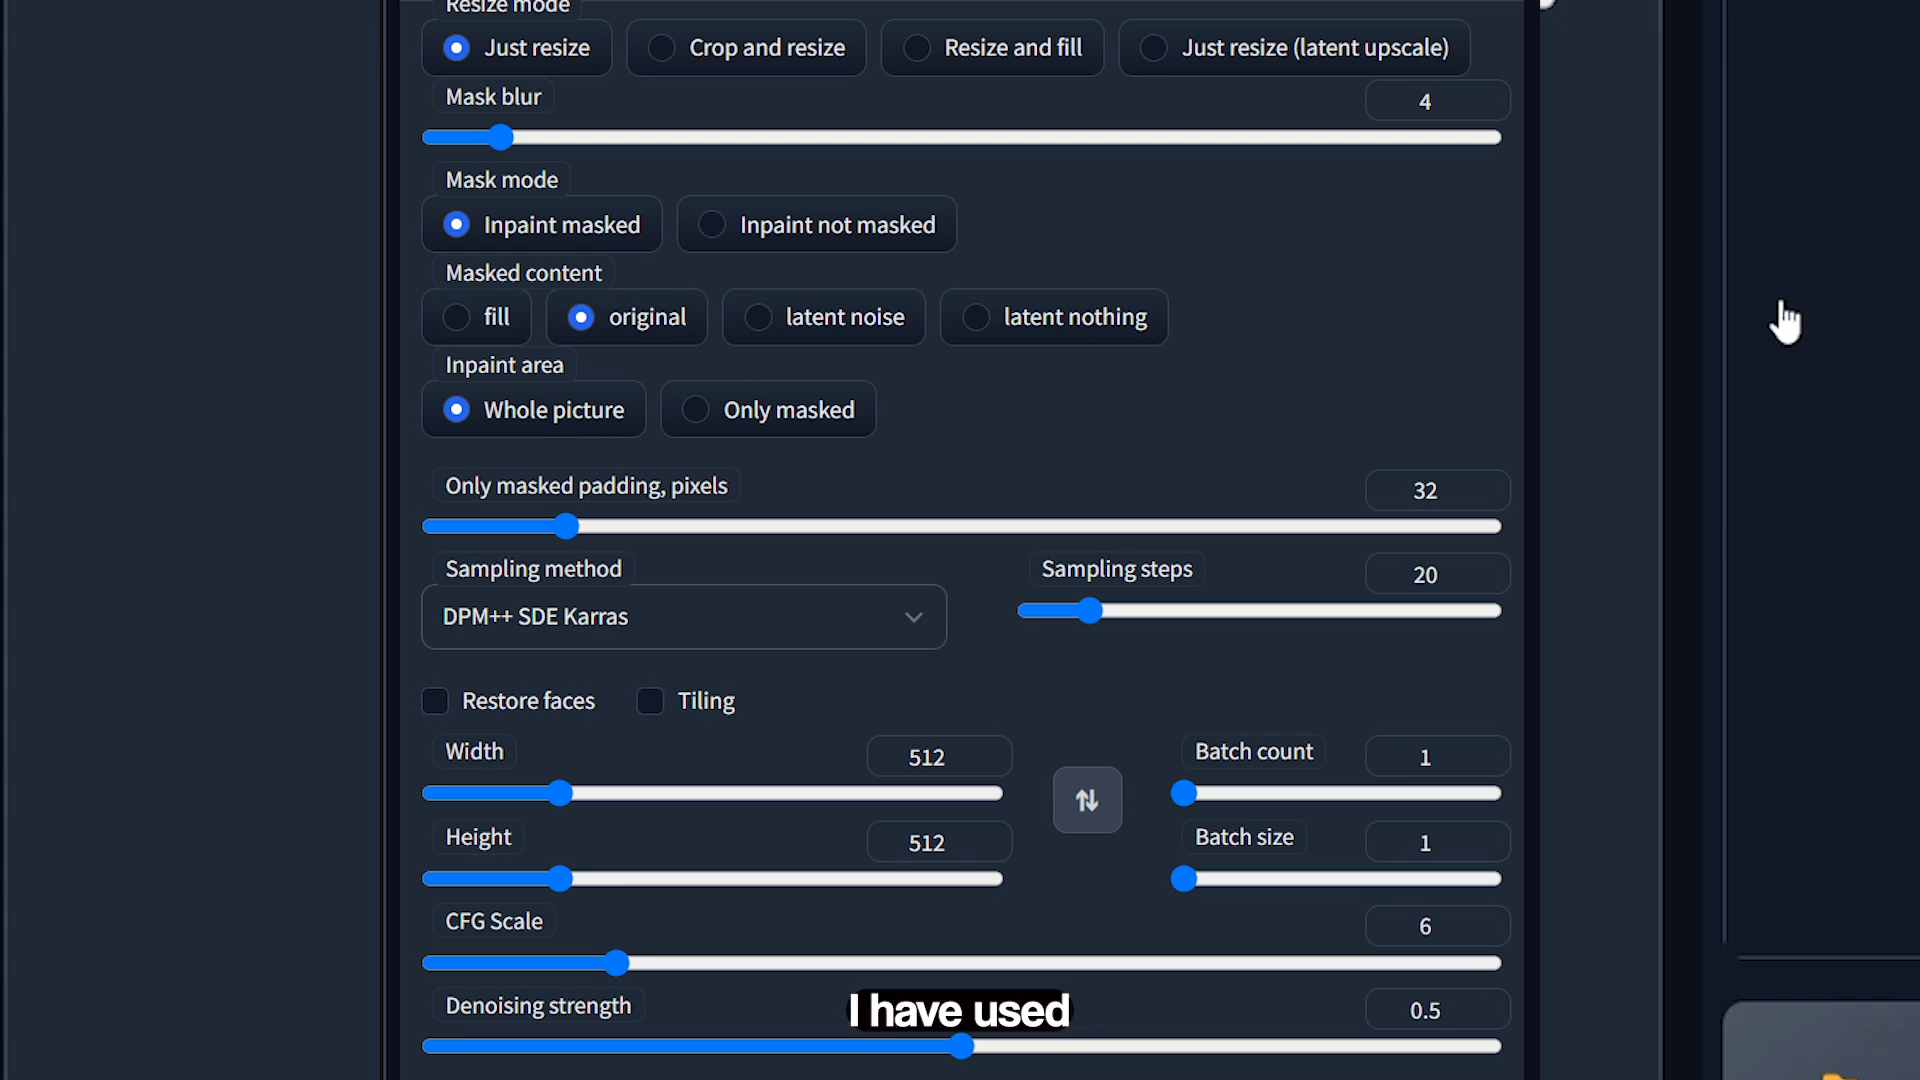 Resize mode
Just resize Crop and resize Resize and fill Just resize (latent upscale)
Mask blur 4
Mask mode
Inpaint masked Inpaint not masked
Masked content
fill original latent noise latent nothing
Inpaint area
Whole picture Only masked
Only masked padding, pixels 32
Sampling method Sampling steps 20
DPM++ SDE Karras
Restore faces Tiling
Width 512 Batch count 1
Height 512 Batch size 1
CFG Scale 6
Denoising strength 0.5
I have used